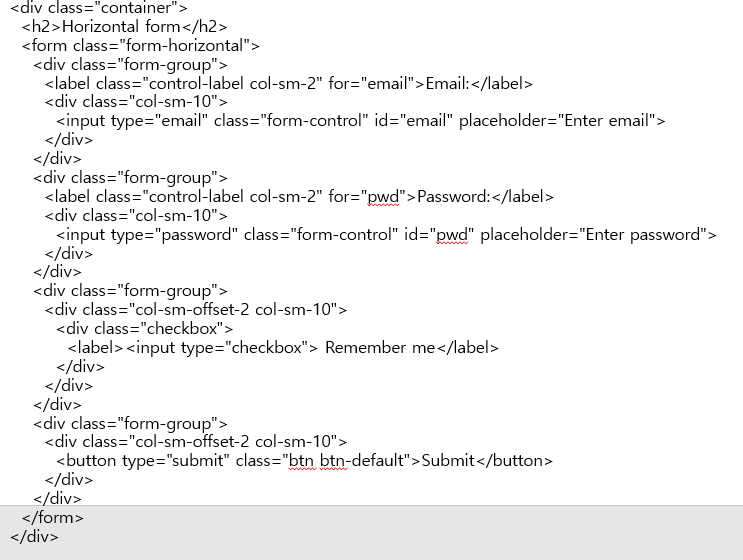 <div class="container">
<h2>Horizontal form</h2>
<form class="form-horizontal">
<div class="form-group">
<label class="control-label col-sm-2" for="email">Email:</label>
<div class="col-sm-10">
<input type="email" class="form-control" id="email" placeholder="Enter email">
</div>
</div>
<div class="form-group">
<label class="control-label col-sm-2" for="pwd">Password:</label>
<div class="col-sm-10">
<input type="password" class="form-control" id="pwd" placeholder="Enter password">
</div>
</div>
<div class="form-group">
<div class="col-sm-offset-2 col-sm-10">
<div class="checkbox">
<label><input type="checkbox"> Remember me</label>
</div>
</div>
</div>
<div class="form-group">
<div class="col-sm-offset-2 col-sm-10">
<button type="submit" class="btn btn-default">Submit</button>
</div>
</div>
</form>
</div>